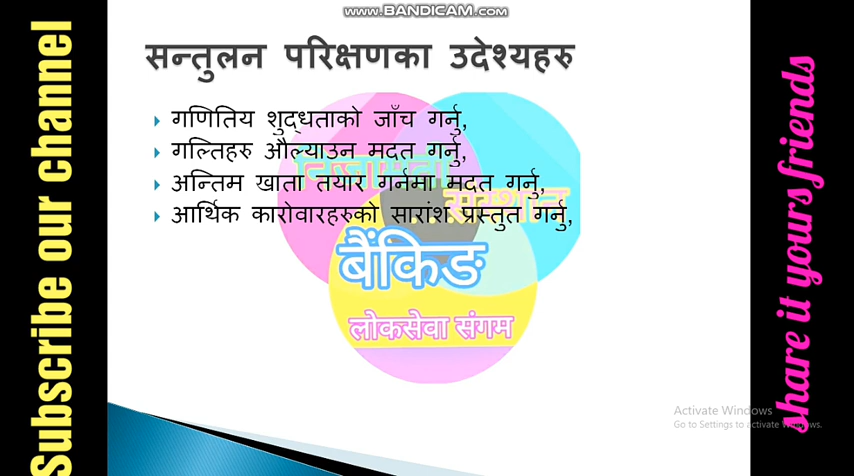 www.BANDICAM.com
सन्तुलन परिक्षणका उदेश्यहरु
गणितिय शुद्धताको जाँच गर्नु,
गल्तिहरु औल्याउन मदत गर्नु,
अन्तिम खाता तयार गर्नमा मदत गर्नु,
आर्थिक कारोवारहरुको सारांश प्रस्तुत गर्नु,
बैंकिङ
लोकसेवा संगम
Subscribe our channel
share it yours friends
Activate Windows
Go to Settings to activate Windows.